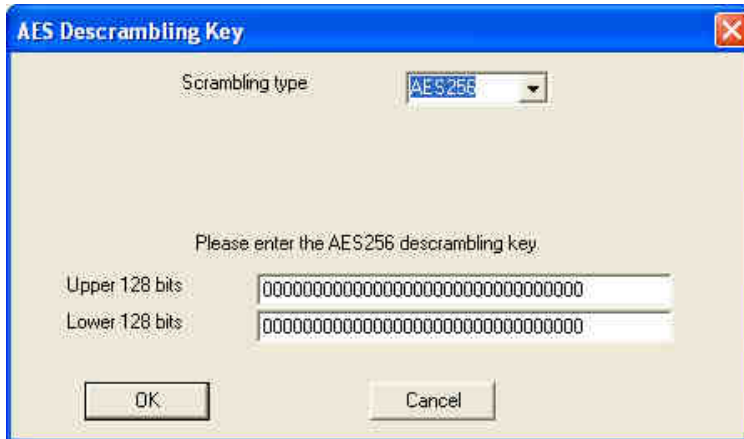 AES Descrambling Key
Scrambling type AES256
Please enter the AES256 descrambling key
Upper 128 bits 00000000000000000000000000000000
Lower 128 bits 00000000000000000000000000000000
OK Cancel